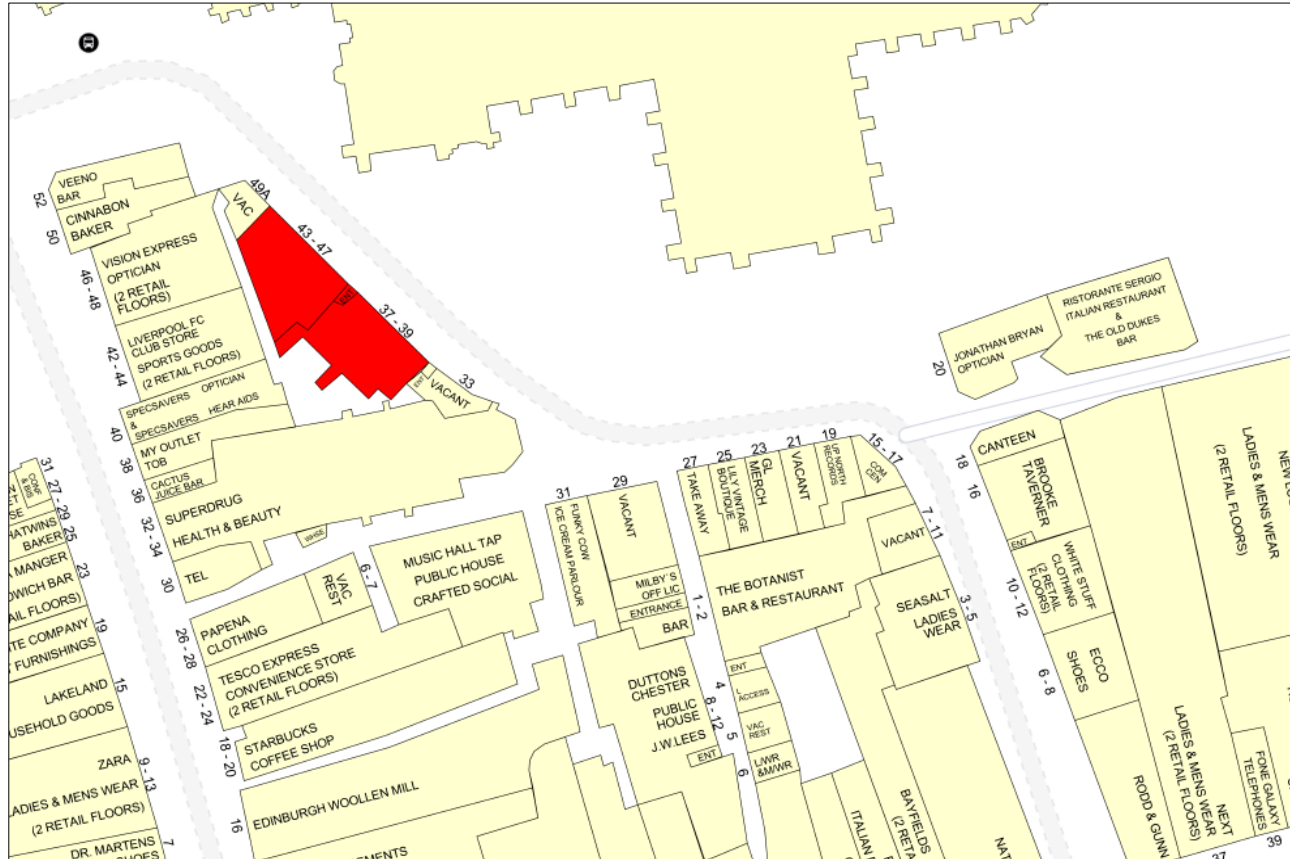 VEENO
BAR
52
CINNABON
BAKER
50
VAC
49A
43 - 47
ENT
37 - 39
ENT
VACANT
33
VISION EXPRESS
OPTICIAN
(2 RETAIL
FLOORS)
46 - 48
LIVERPOOL FC
CLUB STORE
SPORTS GOODS
(2 RETAIL FLOORS)
42 - 44
SPECSAVERS OPTICIAN
&
SPECSAVERS HEAR AIDS
40
MY OUTLET
TOB
38
CACTUS
JUICE BAR
36
SUPERDRUG
HEALTH & BEAUTY
32 - 34
WHSE
TEL
30
31
CONF
& BIS
27 - 29
25
BAKER
A MANGER
23
19
FURNISHINGS
LAKELAND
15
ZARA
LADIES & MENS WEAR
(2 RETAIL FLOORS)
9 - 13
DR. MARTENS
7
PAPENA
CLOTHING
26 - 28
VAC
REST
6 - 7
MUSIC HALL TAP
PUBLIC HOUSE
CRAFTED SOCIAL
TESCO EXPRESS
CONVENIENCE STORE
(2 RETAIL FLOORS)
22 - 24
STARBUCKS
COFFEE SHOP
18 - 20
EDINBURGH WOOLLEN MILL
16
31
FUNKY COW
ICE CREAM PARLOUR
29
VACANT
MILBY`S
OFF LIC
ENTRANCE
BAR
1 - 2
DUTTONS
CHESTER
PUBLIC
HOUSE
J.W.LEES
ENT
27
TAKE AWAY
25
LILY VINTAGE
BOUTIQUE
23
GL
MERCH
21
VACANT
19
UP NORTH
RECORDS
15 - 17
COM
CEN
7 - 11
VACANT
THE BOTANIST
BAR & RESTAURANT
3 - 5
SEASALT
LADIES
WEAR
ENT
4
L
ACCESS
8 - 12
VAC
REST
5
L/WR
&M/WR
6
ITALIAN
BAYFIELDS
20
JONATHAN BRYAN
OPTICIAN
RISTORANTE SERGIO
ITALIAN RESTAURANT
&
THE OLD DUKES
BAR
CANTEEN
18
BROOKE
TAVERNER
16
ENT
WHITE STUFF
CLOTHING
(2 RETAIL
FLOORS)
10 - 12
ECCO
SHOES
6 - 8
RODD & GUNN
LADIES & MENS WEAR
(2 RETAIL FLOORS)
NEXT
LADIES & MENS WEAR
(2 RETAIL FLOORS)
FONE GALAXY
TELEPHONES
37
39